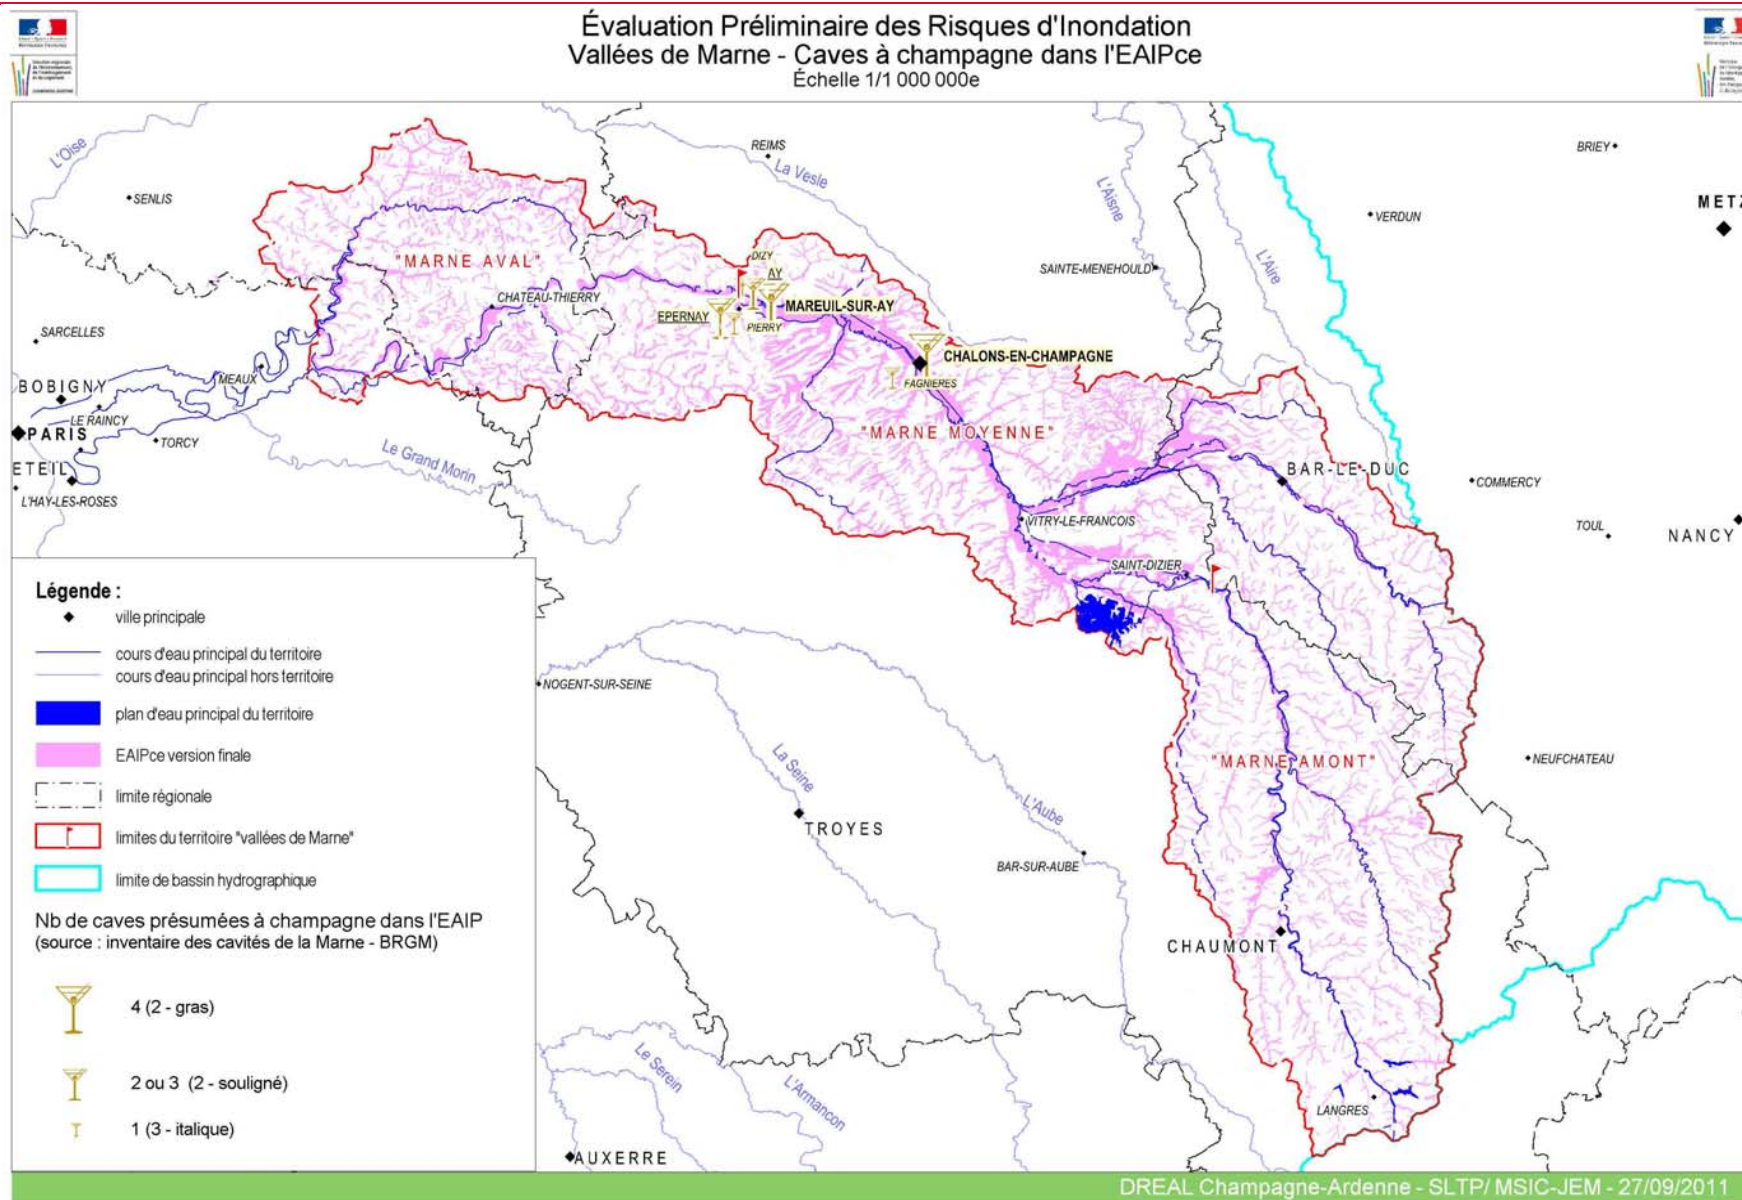 Évaluation Préliminaire des Risques d'Inondation
Vallées de Marne - Caves à champagne dans l'EAIPce
Échelle 1/1 000 000e
L'Oise
REIMS
La Vesle
BRIEY
SENLIS
L'Aisne
VERDUN
METZ
L'Aire
"MARNE AVAL"
DIZY
AY
SAINTE-MENEHOULD
CHATEAU-THIERRY
MAREUIL-SUR-AY
EPERNAY
PIERRY
SARCELLES
CHALONS-EN-CHAMPAGNE
BOBIGNY
MEAUX
FAGNIERES
LE RAINCY
PARIS
TORCY
"MARNE MOYENNE"
Le Grand Morin
ETEIL
BAR-LE-DUC
COMMERCY
L'HAY-LES-ROSES
VITRY-LE-FRANCOIS
TOUL
NANCY
SAINT-DIZIER
Légende :
ville principale
cours d'eau principal du territoire
cours d'eau principal hors territoire
NOGENT-SUR-SEINE
plan d'eau principal du territoire
EAIPce version finale
La Seine
"MARNE AMONT"
NEUFCHATEAU
limite régionale
L'Aube
TROYES
limites du territoire "vallées de Marne"
BAR-SUR-AUBE
limite de bassin hydrographique
Nb de caves présumées à champagne dans l'EAIP
(source : inventaire des cavités de la Marne - BRGM)
CHAUMONT
4 (2 - gras)
Le Serein
L'Armancon
2 ou 3 (2 - souligné)
LANGRES
1 (3 - italique)
AUXERRE
DREAL Champagne-Ardenne - SLTP/ MSIC-JEM - 27/09/2011